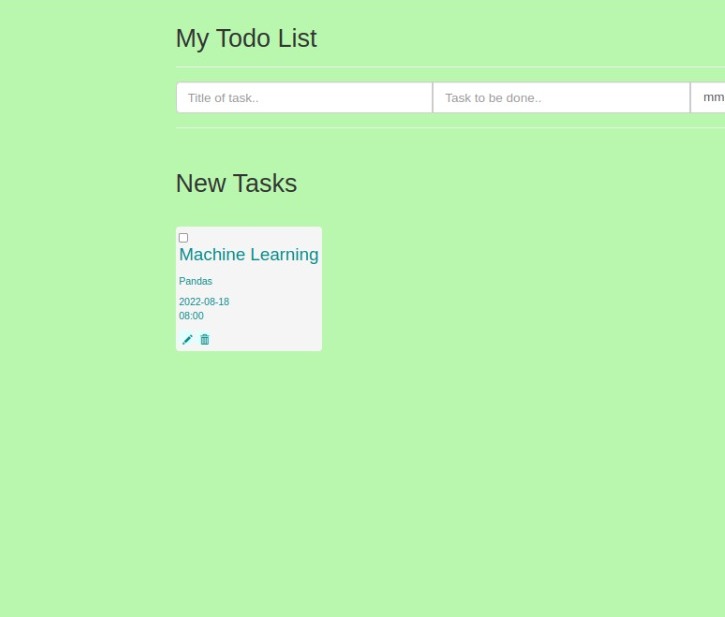 My Todo List
Title of task.. Task to be done.. mm
New Tasks
Machine Learning
Pandas
2022-08-18
08:00